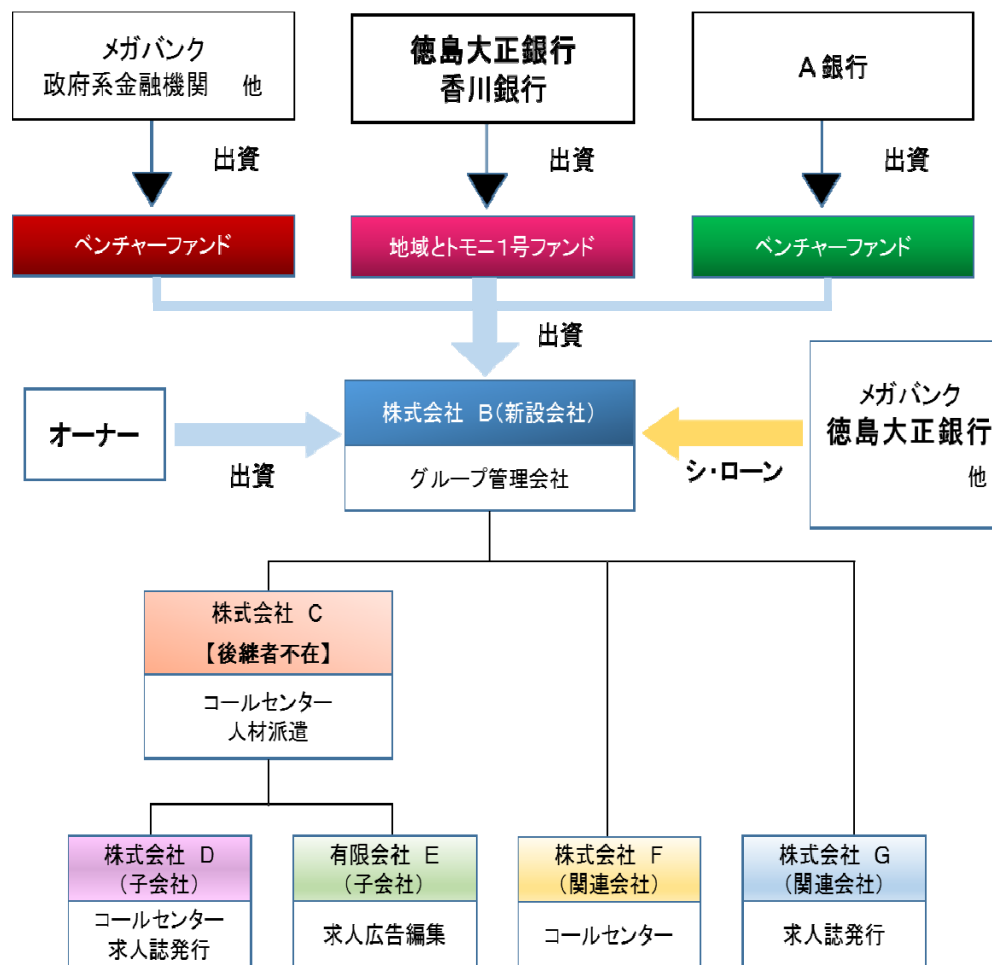 メガバンク
政府系金融機関　他
徳島大正銀行
香川銀行
A 銀行
出資
出資
出資
ベンチャーファンド
地域とトモニ１号ファンド
ベンチャーファンド
出資
オーナー
出資
株式会社　B（新設会社）
グループ管理会社
シ・ローン
メガバンク
徳島大正銀行
他
株式会社　C
【後継者不在】
コールセンター
人材派遣
株式会社　D
（子会社）
コールセンター
求人誌発行
有限会社　E
（子会社）
求人広告編集
株式会社　F
（関連会社）
コールセンター
株式会社　G
（関連会社）
求人誌発行